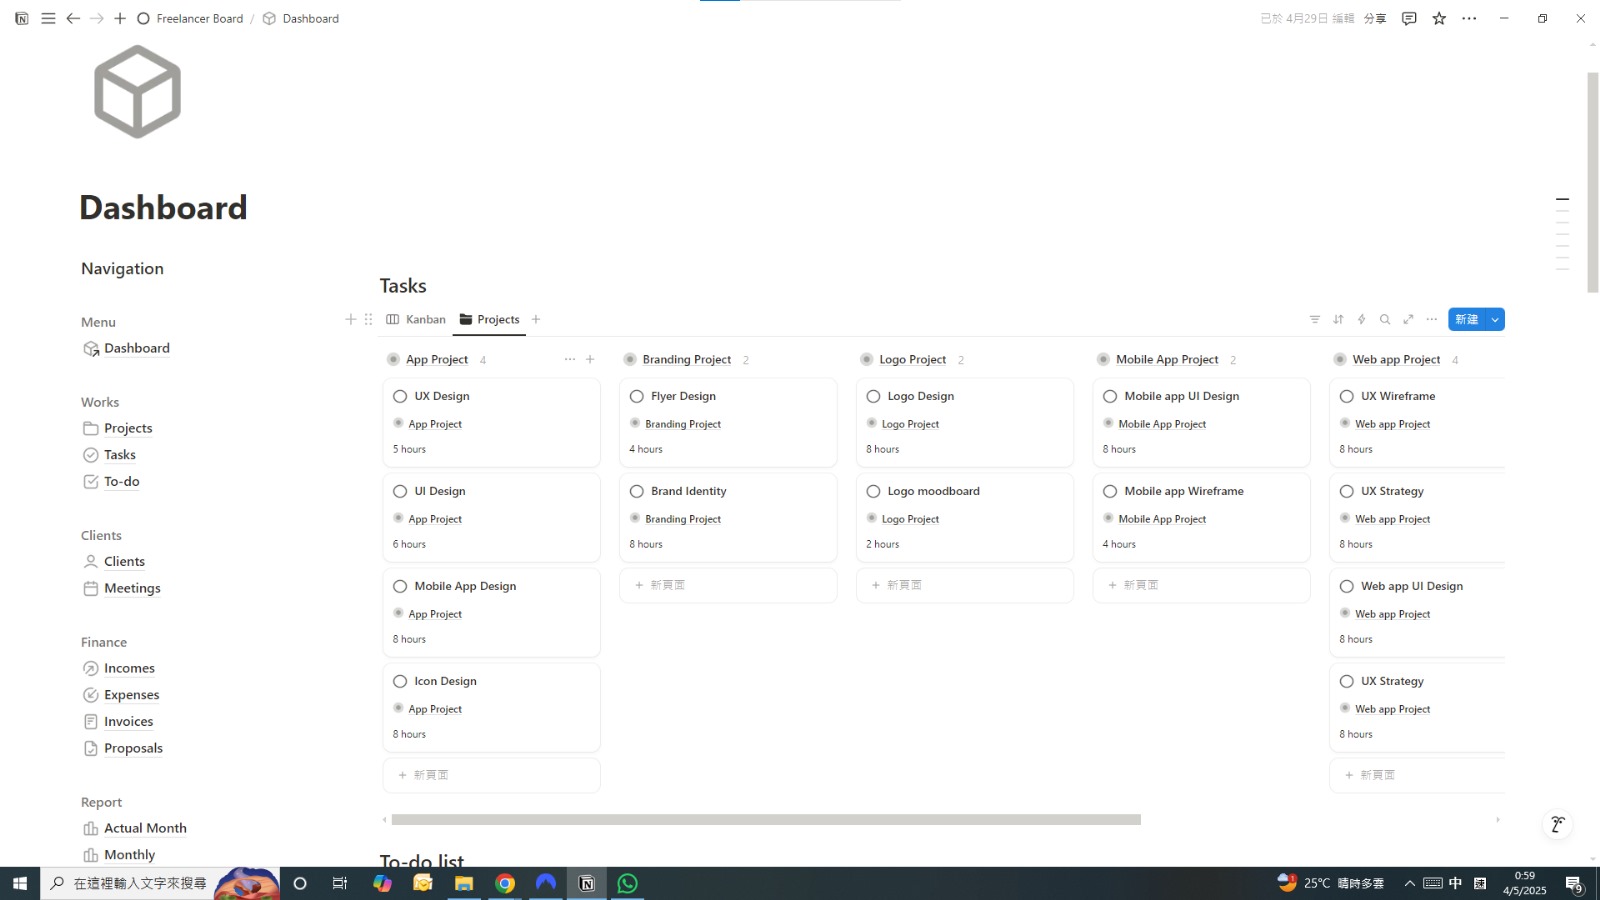 Freelancer Board / Dashboard
已於 4月29日 編輯 分享
Dashboard
Navigation
Menu
Dashboard
Works
Projects
Tasks
To-do
Clients
Clients
Meetings
Finance
Incomes
Expenses
Invoices
Proposals
Report
Actual Month
Monthly
Tasks
Kanban Projects
新建
App Project 4
UX Design
App Project
5 hours
UI Design
App Project
6 hours
Mobile App Design
App Project
8 hours
Icon Design
App Project
8 hours
+ 新頁面
Branding Project 2
Flyer Design
Branding Project
4 hours
Brand Identity
Branding Project
8 hours
+ 新頁面
Logo Project 2
Logo Design
Logo Project
8 hours
Logo moodboard
Logo Project
2 hours
+ 新頁面
Mobile App Project 2
Mobile app UI Design
Mobile App Project
8 hours
Mobile app Wireframe
Mobile App Project
4 hours
+ 新頁面
Web app Project 4
UX Wireframe
Web app Project
8 hours
UX Strategy
Web app Project
8 hours
Web app UI Design
Web app Project
8 hours
UX Strategy
Web app Project
8 hours
+ 新頁面
To-do list
在這裡輸入文字來搜尋
1
25°C 晴時多雲
中
0:59
4/5/2025
9